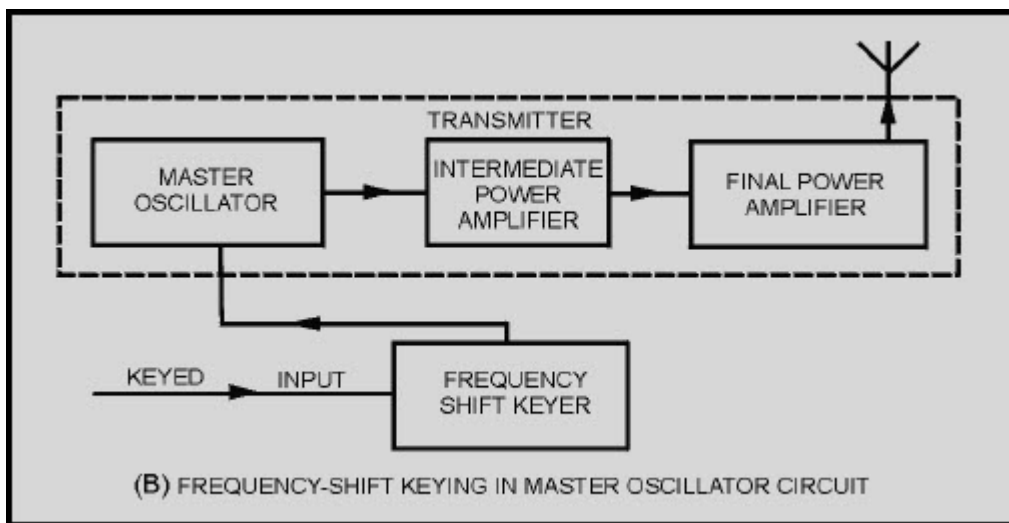 TRANSMITTER
MASTER
OSCILLATOR
INTERMEDIATE
POWER
AMPLIFIER
FINAL POWER
AMPLIFIER
KEYED INPUT
FREQUENCY
SHIFT KEYER
(B) FREQUENCY-SHIFT KEYING IN MASTER OSCILLATOR CIRCUIT